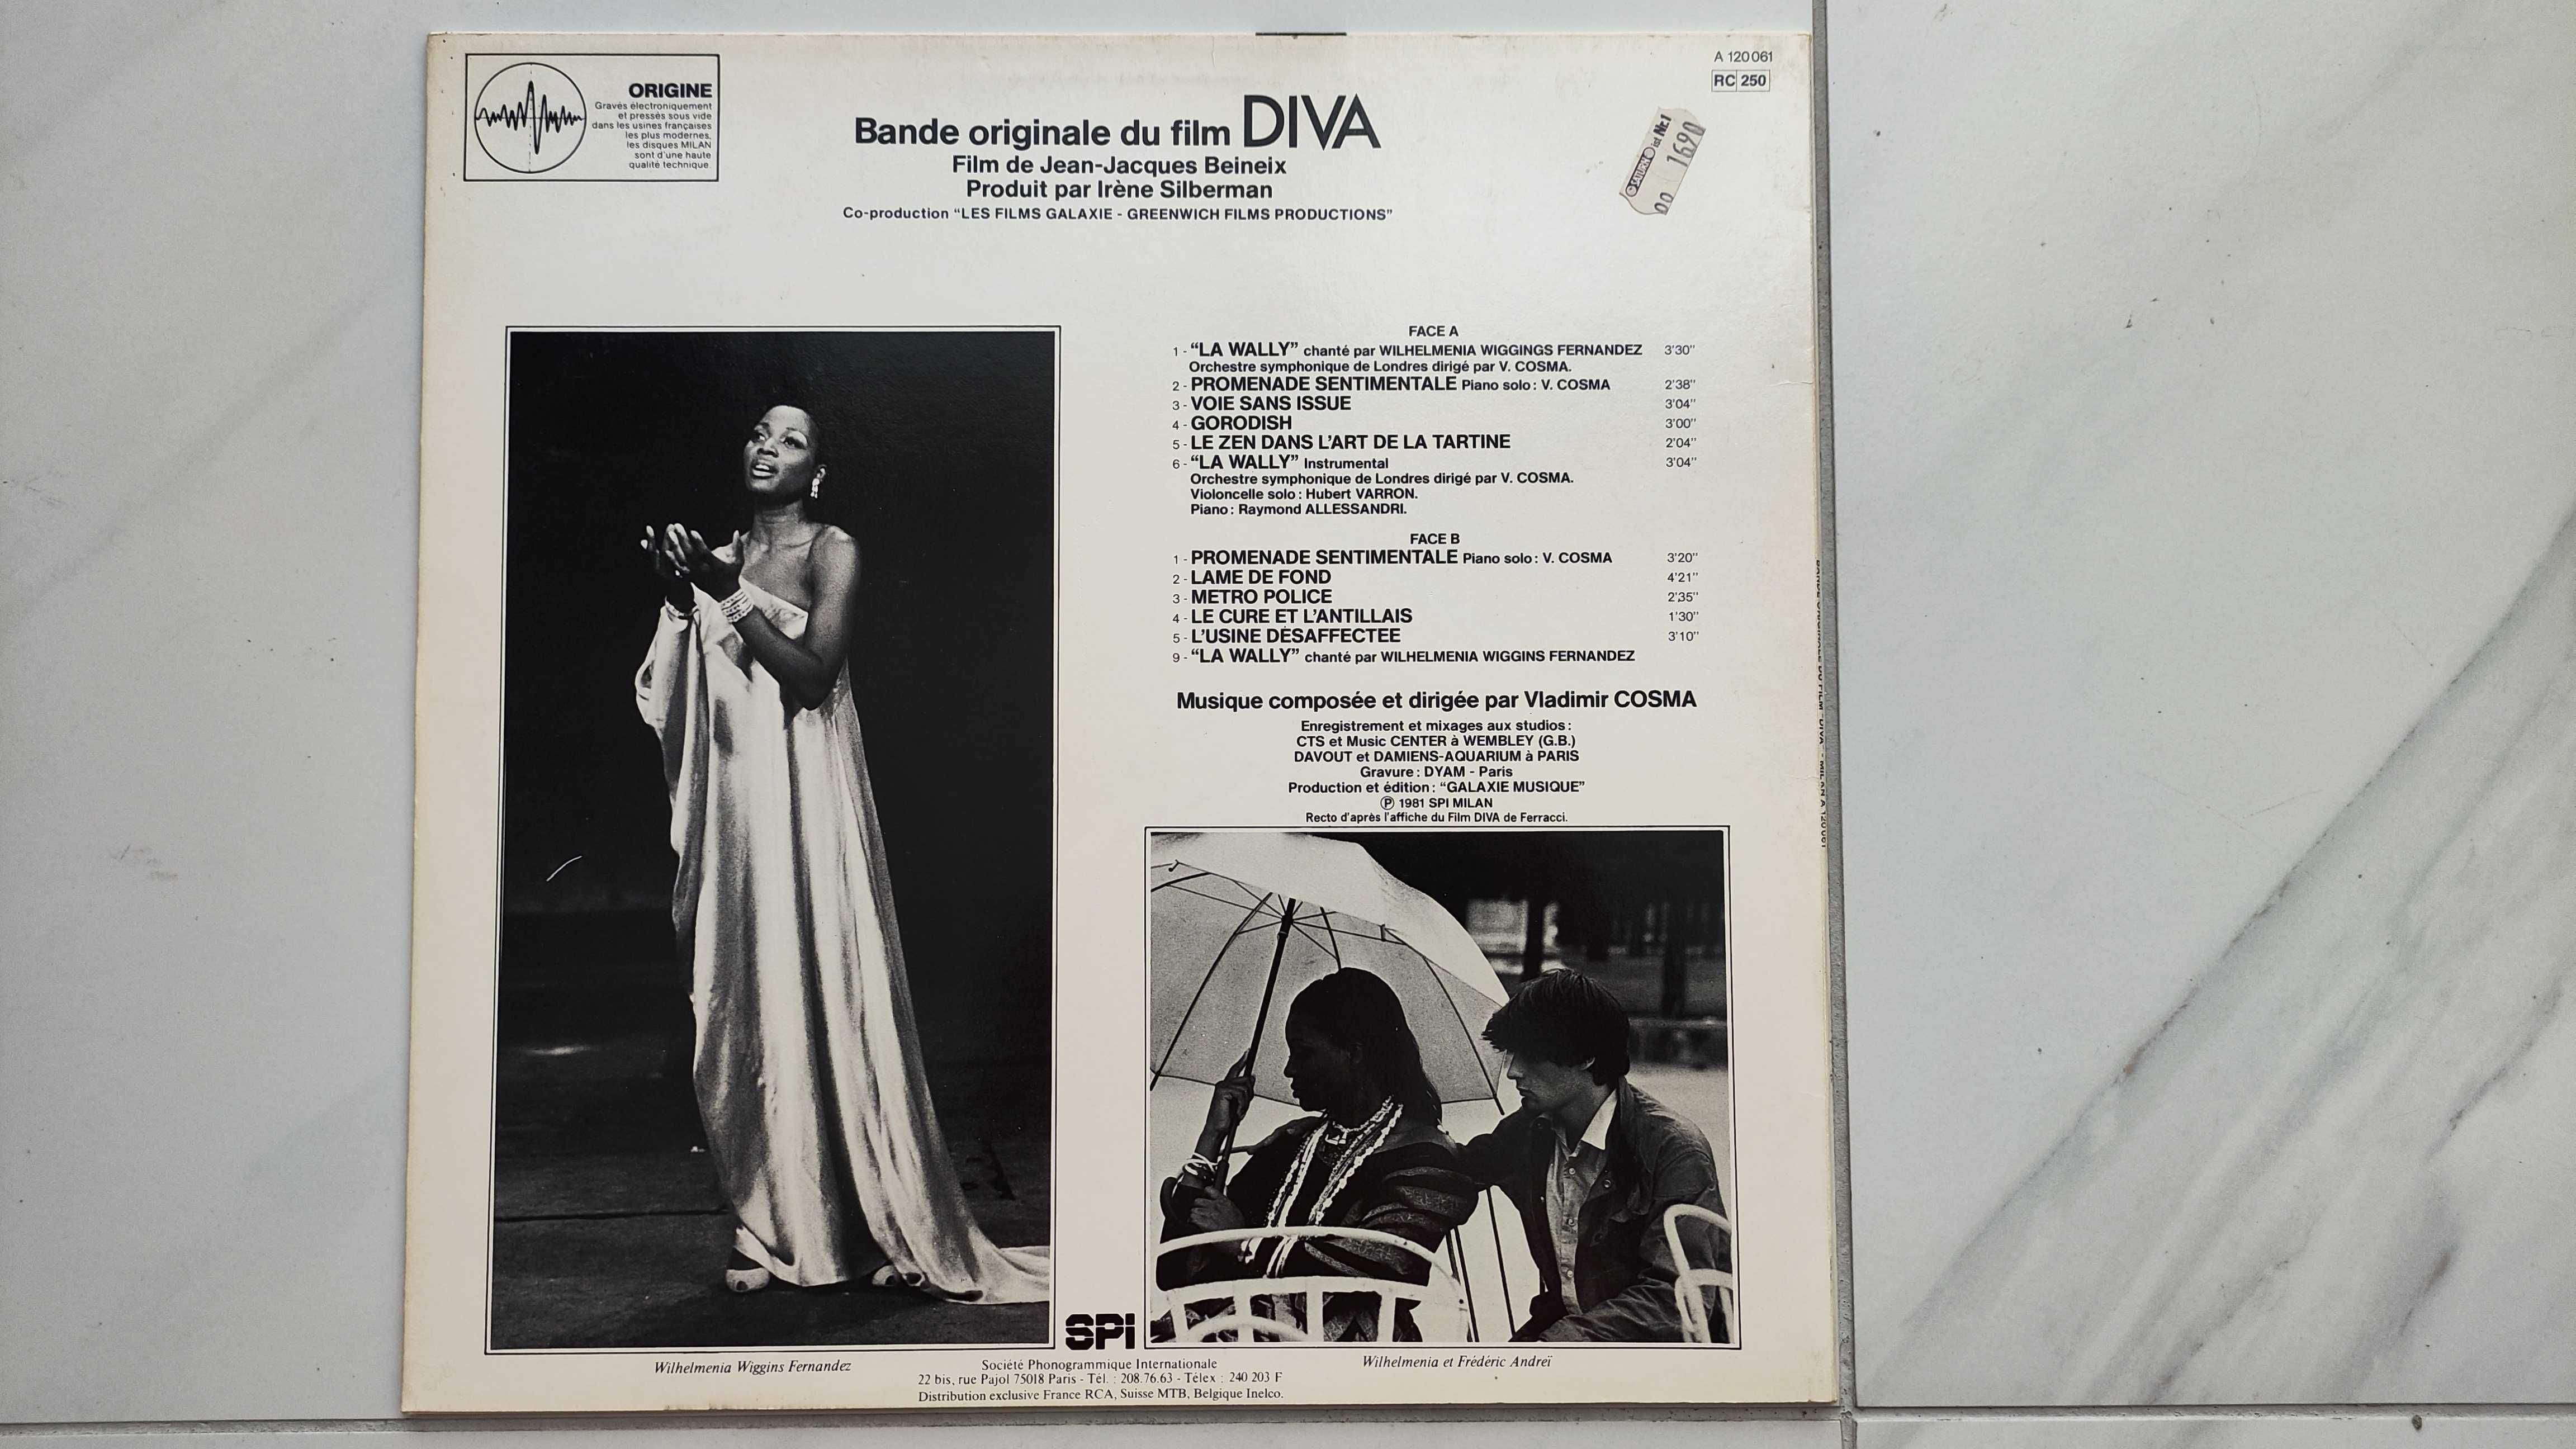 ORIGINE
Gravés électroniquement
et pressés sous vide
dans les usines françaises
les plus modernes,
les disques MILAN
sont d'une haute
qualité technique.
Bande originale du film DIVA
Film de Jean-Jacques Beineix
Produit par Irène Silberman
Co-production “LES FILMS GALAXIE - GREENWICH FILMS PRODUCTIONS”
A 120061
RC 250
SATURN ist Nr.1
00 1690
FACE A
1 - “LA WALLY” chanté par WILHELMENIA WIGGINGS FERNANDEZ 3'30''
Orchestre symphonique de Londres dirigé par V. COSMA.
2 - PROMENADE SENTIMENTALE Piano solo : V. COSMA 2'38''
3 - VOIE SANS ISSUE 3'04''
4 - GORODISH 3'00''
5 - LE ZEN DANS L'ART DE LA TARTINE 2'04''
6 - “LA WALLY” Instrumental 3'04''
Orchestre symphonique de Londres dirigé par V. COSMA.
Violoncelle solo : Hubert VARRON.
Piano : Raymond ALLESSANDRI.
FACE B
1 - PROMENADE SENTIMENTALE Piano solo : V. COSMA 3'20''
2 - LAME DE FOND 4'21''
3 - METRO POLICE 2'35''
4 - LE CURE ET L'ANTILLAIS 1'30''
5 - L'USINE DÈSAFFECTEE 3'10''
9 - “LA WALLY” chanté par WILHELMENIA WIGGINS FERNANDEZ
Musique composée et dirigée par Vladimir COSMA
Enregistrement et mixages aux studios :
CTS et Music CENTER à WEMBLEY (G.B.)
DAVOUT et DAMIENS-AQUARIUM à PARIS
Gravure : DYAM - Paris
Production et édition : “GALAXIE MUSIQUE”
Ⓟ 1981 SPI MILAN
Recto d'après l'affiche du Film DIVA de Ferracci.
SPI
Wilhelmenia Wiggins Fernandez
Wilhelmenia et Frédéric Andreï
Société Phonogrammique Internationale
22 bis, rue Pajol 75018 Paris - Tél. : 208.76.63 - Télex : 240 203 F
Distribution exclusive France RCA, Suisse MTB, Belgique Inelco.